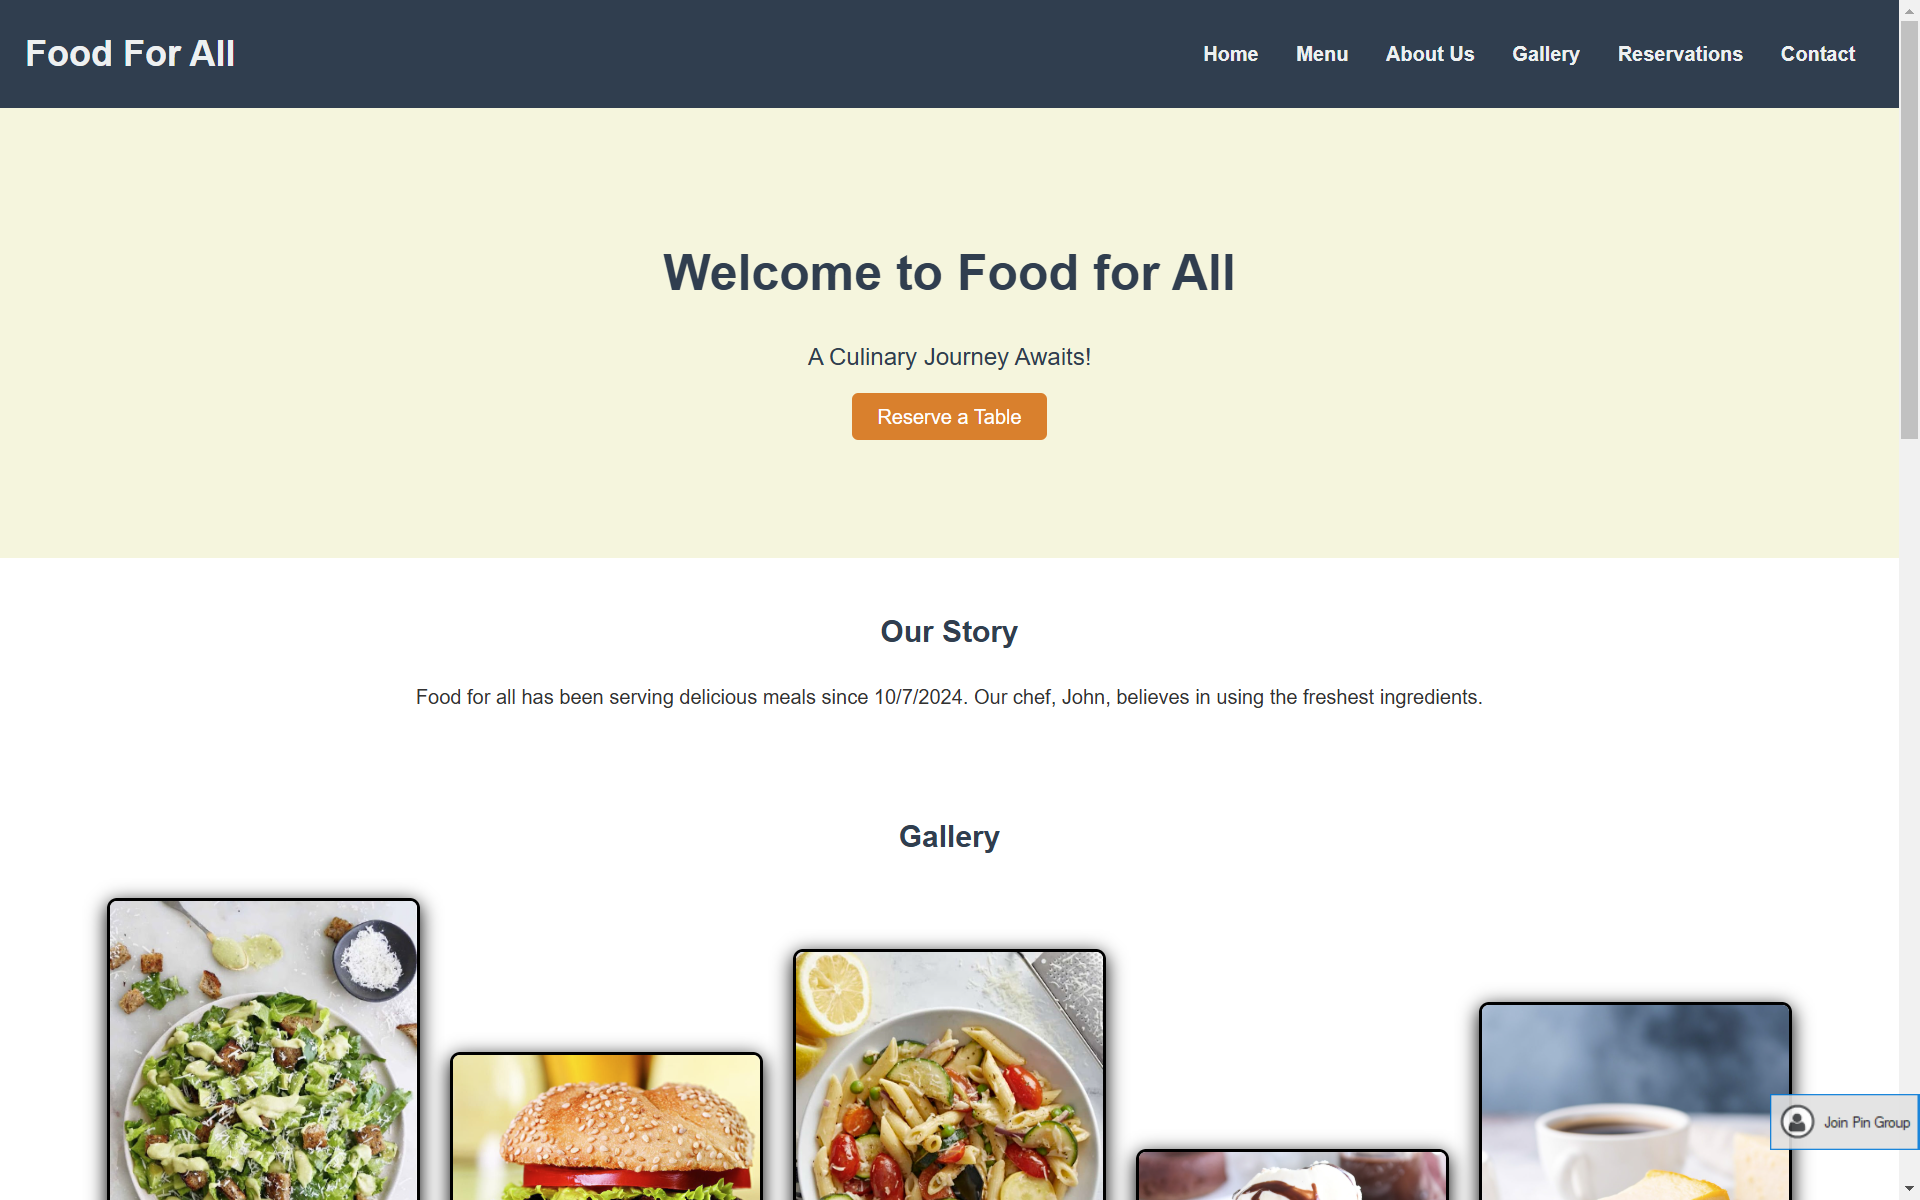 Food For All
Home Menu About Us Gallery Reservations Contact
Welcome to Food for All
A Culinary Journey Awaits!
Reserve a Table
Our Story
Food for all has been serving delicious meals since 10/7/2024. Our chef, John, believes in using the freshest ingredients.
Gallery
Join Pin Group